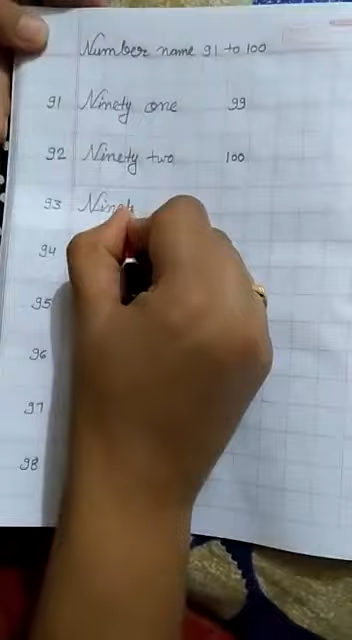 Number name 91 to 100
91 Ninety one 99
92 Ninety two 100
93
94
95
96
97
98